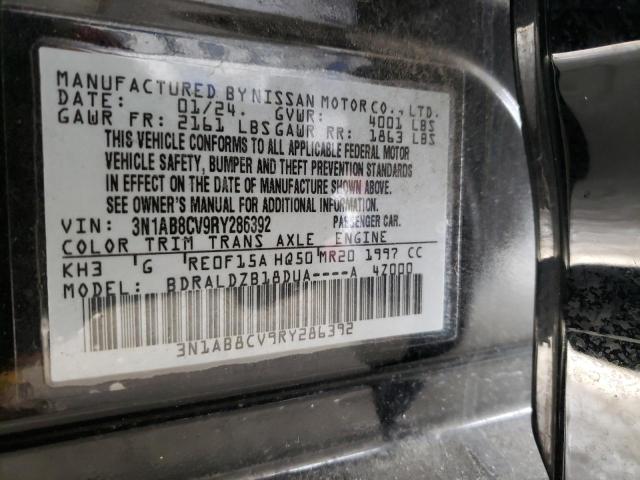 MANUFACTURED BY NISSAN MOTOR CO., LTD.
DATE: 01/24. GVWR: 4001 LBS
GAWR FR: 2161 LBS GAWR RR: 1863 LBS
THIS VEHICLE CONFORMS TO ALL APPLICABLE FEDERAL MOTOR
VEHICLE SAFETY, BUMPER AND THEFT PREVENTION STANDARDS
IN EFFECT ON THE DATE OF MANUFACTURE SHOWN ABOVE.
SEE OWNER'S MANUAL FOR ADDITIONAL INFORMATION.
VIN: 3N1AB8CV9RY286392 PASSENGER CAR.
COLOR TRIM TRANS AXLE ENGINE
KH3 G RE0F15A HQ50 MR20 1997 CC
MODEL: BDRALDZB18DUA----A 4Z000
3N1AB8CV9RY286392